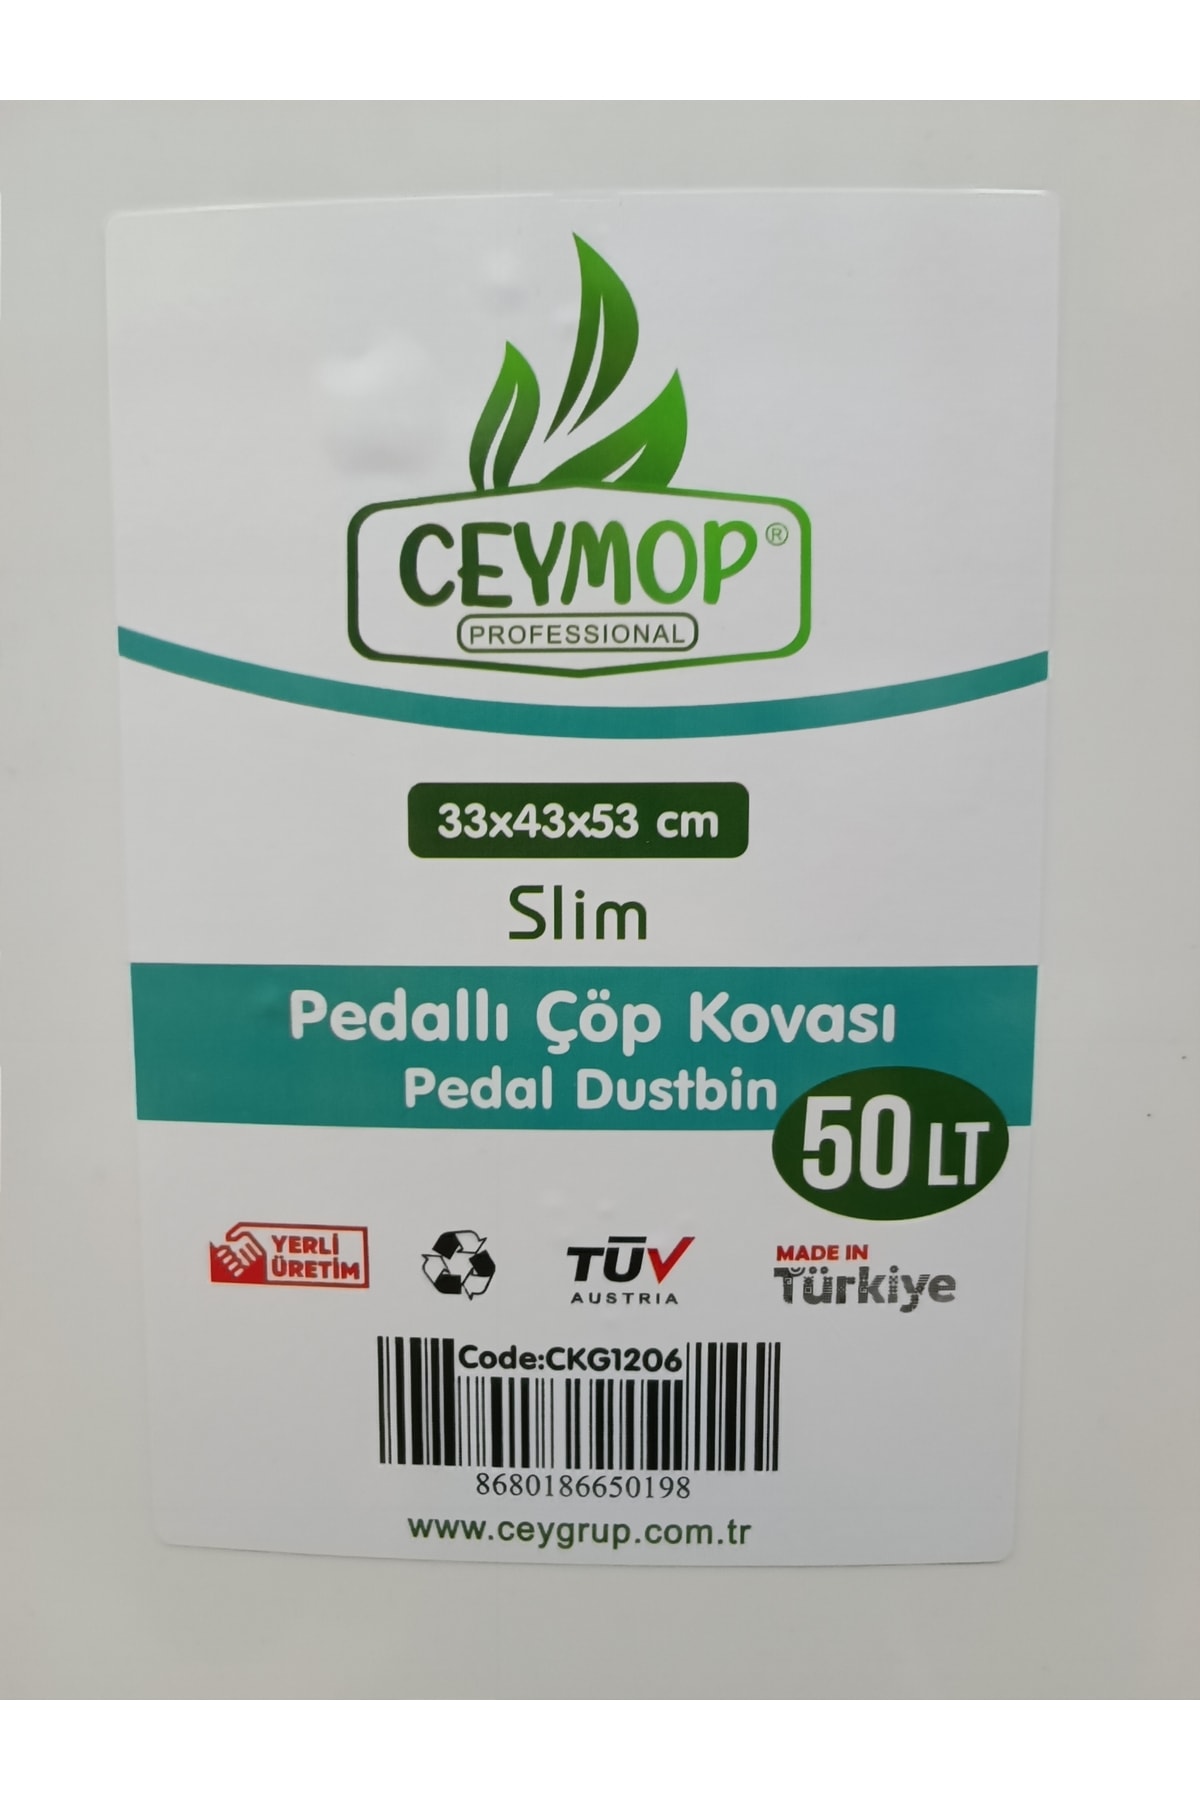 CEYMOP®
PROFESSIONAL
33x43x53 cm
Slim
Pedallı Çöp Kovası
Pedal Dustbin
50 LT
YERLİ
ÜRETİM
TÜV
AUSTRIA
MADE IN
Türkiye
Code:CKG1206
8680186650198
www.ceygrup.com.tr